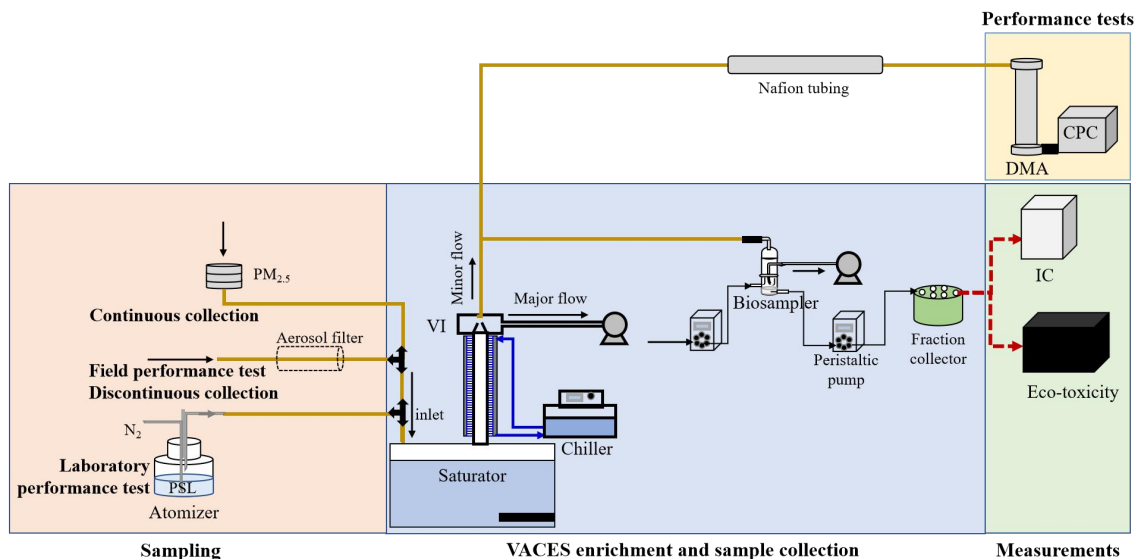 Performance tests
Nafion tubing
CPC
DMA
PM2.5
Continuous collection
Aerosol filter
Field performance test
Discontinuous collection
inlet
N2
Laboratory
performance test
PSL
Atomizer
Minor flow
Major flow
VI
Chiller
Saturator
Biosampler
Peristaltic
pump
Fraction
collector
IC
Eco-toxicity
Sampling
VACES enrichment and sample collection
Measurements